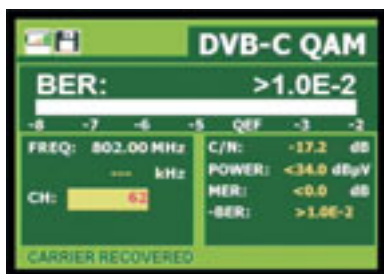 DVB-C QAM
BER: >1.0E-2
-8 -7 -6 -5 QEF -3 -2
FREQ: 802.00 MHz
--- kHz
CH: 62
C/N: -17.2 dB
POWER: <34.0 dBµV
MER: <0.0 dB
-BER: >1.0E-2
CARRIER RECOVERED